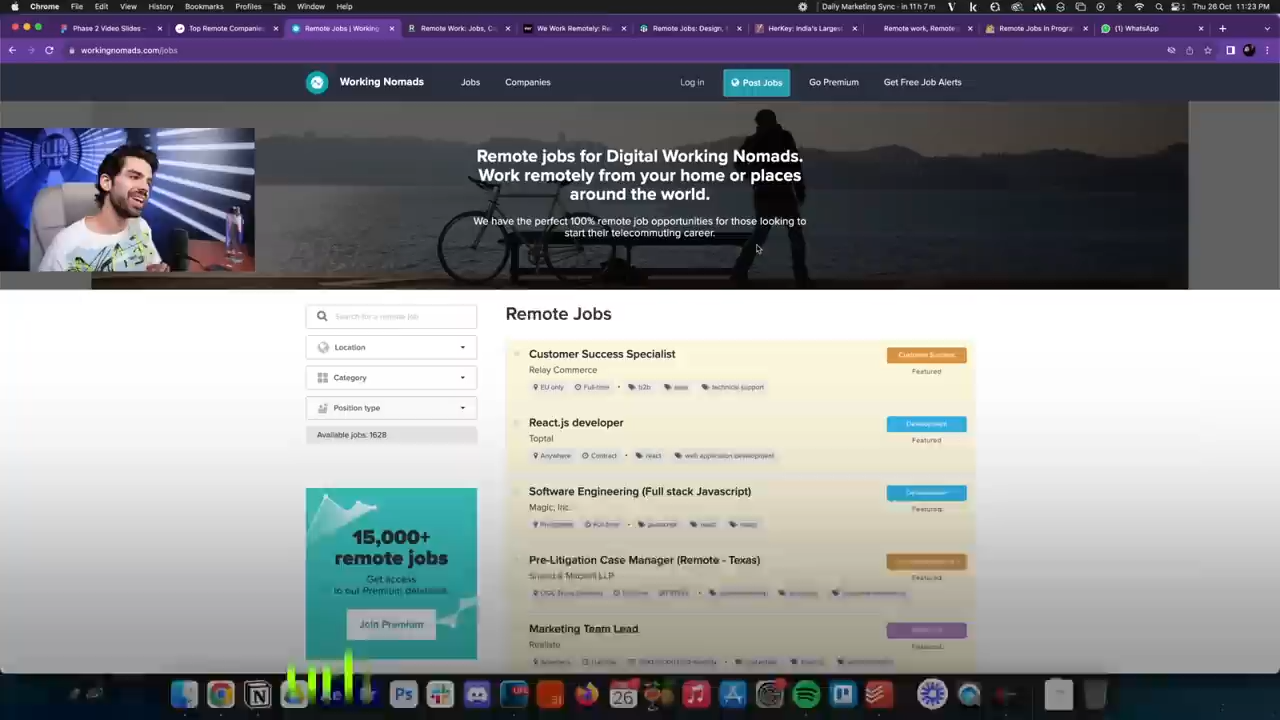 Chrome File Edit View History Bookmarks Profiles Tab Window Help
Daily Marketing Sync • in 11 h 7 m
Thu 26 Oct 11:23 PM
Phase 2 Video Slides –
Top Remote Companies
Remote Jobs | Working
Remote Work: Jobs, Co
We Work Remotely: Re
Remote Jobs: Design,
HerKey: India's Largest
Remote work, Remote
Remote Jobs in Progra
(1) WhatsApp
workingnomads.com/jobs
Working Nomads
Jobs
Companies
Log in
Post Jobs
Go Premium
Get Free Job Alerts
Remote jobs for Digital Working Nomads.
Work remotely from your home or places
around the world.
We have the perfect 100% remote job opportunities for those looking to
start their telecommuting career.
Search for a remote job
Location
Category
Position type
Available jobs: 1628
15,000+
remote jobs
Get access
to our Premium database
Join Premium
Remote Jobs
Customer Success Specialist
Customer Success
Relay Commerce
Featured
EU only Full-time • b2b saas technical support
React.js developer
Development
Toptal
Featured
Anywhere Contract • react web application development
Software Engineering (Full stack Javascript)
Magic, Inc.
Featured
Philippines Full-time • javascript react
Pre-Litigation Case Manager (Remote - Texas)
Featured
Marketing Team Lead
Realiste
Featured
26